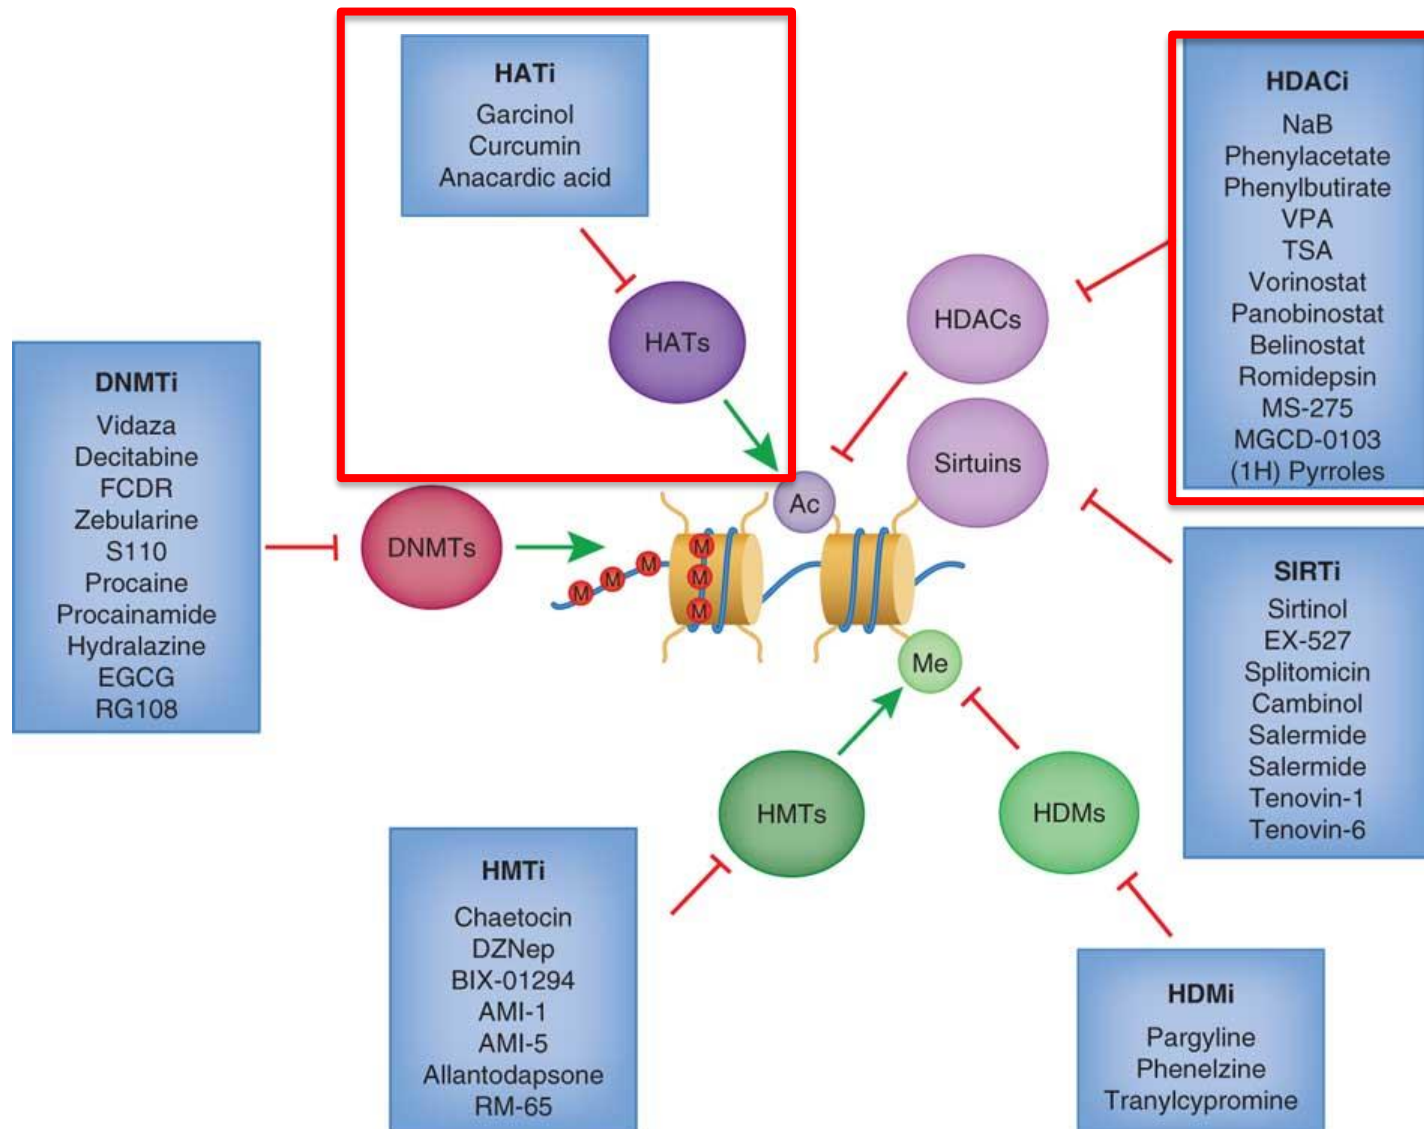 HATi
Garcinol
Curcumin
Anacardic acid
HDACi
NaB
Phenylacetate
Phenylbutirate
VPA
TSA
Vorinostat
Panobinostat
Belinostat
Romidepsin
MS-275
MGCD-0103
(1H) Pyrroles
HATs
HDACs
Sirtuins
DNMTi
Vidaza
Decitabine
FCDR
Zebularine
S110
Procaine
Procainamide
Hydralazine
EGCG
RG108
DNMTs
Ac
M
M
M
M
M
M
Me
SIRTi
Sirtinol
EX-527
Splitomicin
Cambinol
Salermide
Salermide
Tenovin-1
Tenovin-6
HMTs
HDMs
HMTi
Chaetocin
DZNep
BIX-01294
AMI-1
AMI-5
Allantodapsone
RM-65
HDMi
Pargyline
Phenelzine
Tranylcypromine